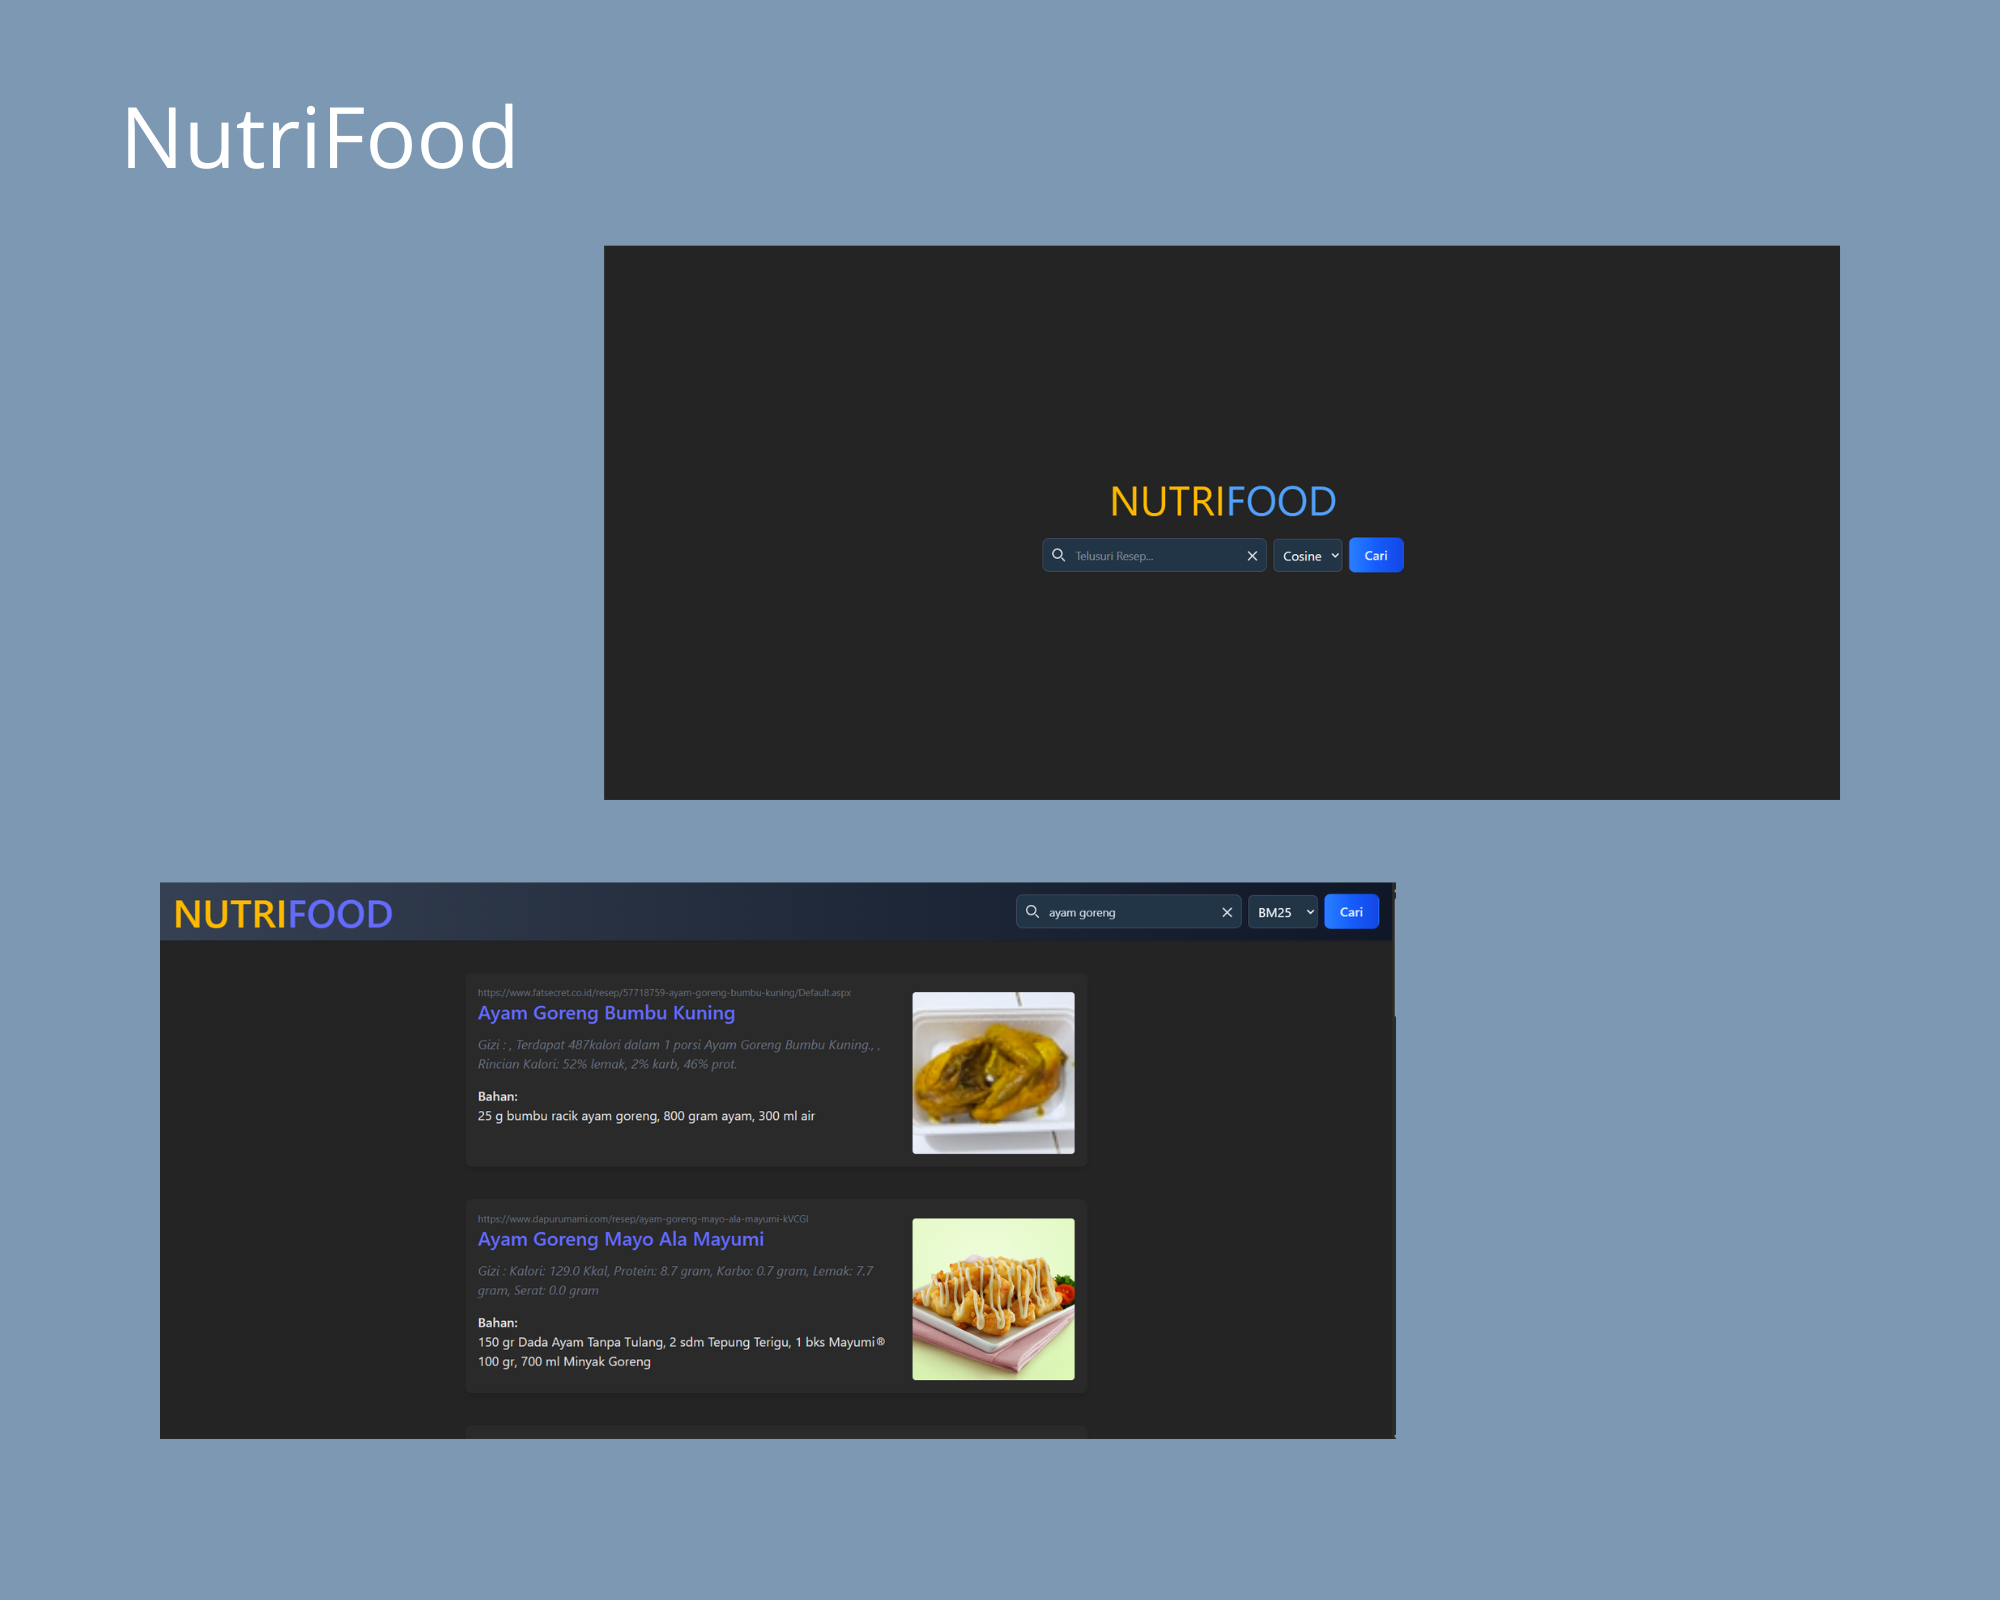 NutriFood
NUTRIFOOD
Telusuri Resep...
Cosine
Cari
NUTRIFOOD
ayam goreng
BM25
Cari
https://www.fatsecret.co.id/resep/57718759-ayam-goreng-bumbu-kuning/Default.aspx
Ayam Goreng Bumbu Kuning
Gizi : , Terdapat 487kalori dalam 1 porsi Ayam Goreng Bumbu Kuning., ,
Rincian Kalori: 52% lemak, 2% karb, 46% prot.
Bahan:
25 g bumbu racik ayam goreng, 800 gram ayam, 300 ml air
https://www.dapurumami.com/resep/ayam-goreng-mayo-ala-mayumi-kVCGI
Ayam Goreng Mayo Ala Mayumi
Gizi : Kalori: 129.0 Kkal, Protein: 8.7 gram, Karbo: 0.7 gram, Lemak: 7.7
gram, Serat: 0.0 gram
Bahan:
150 gr Dada Ayam Tanpa Tulang, 2 sdm Tepung Terigu, 1 bks Mayumi®
100 gr, 700 ml Minyak Goreng